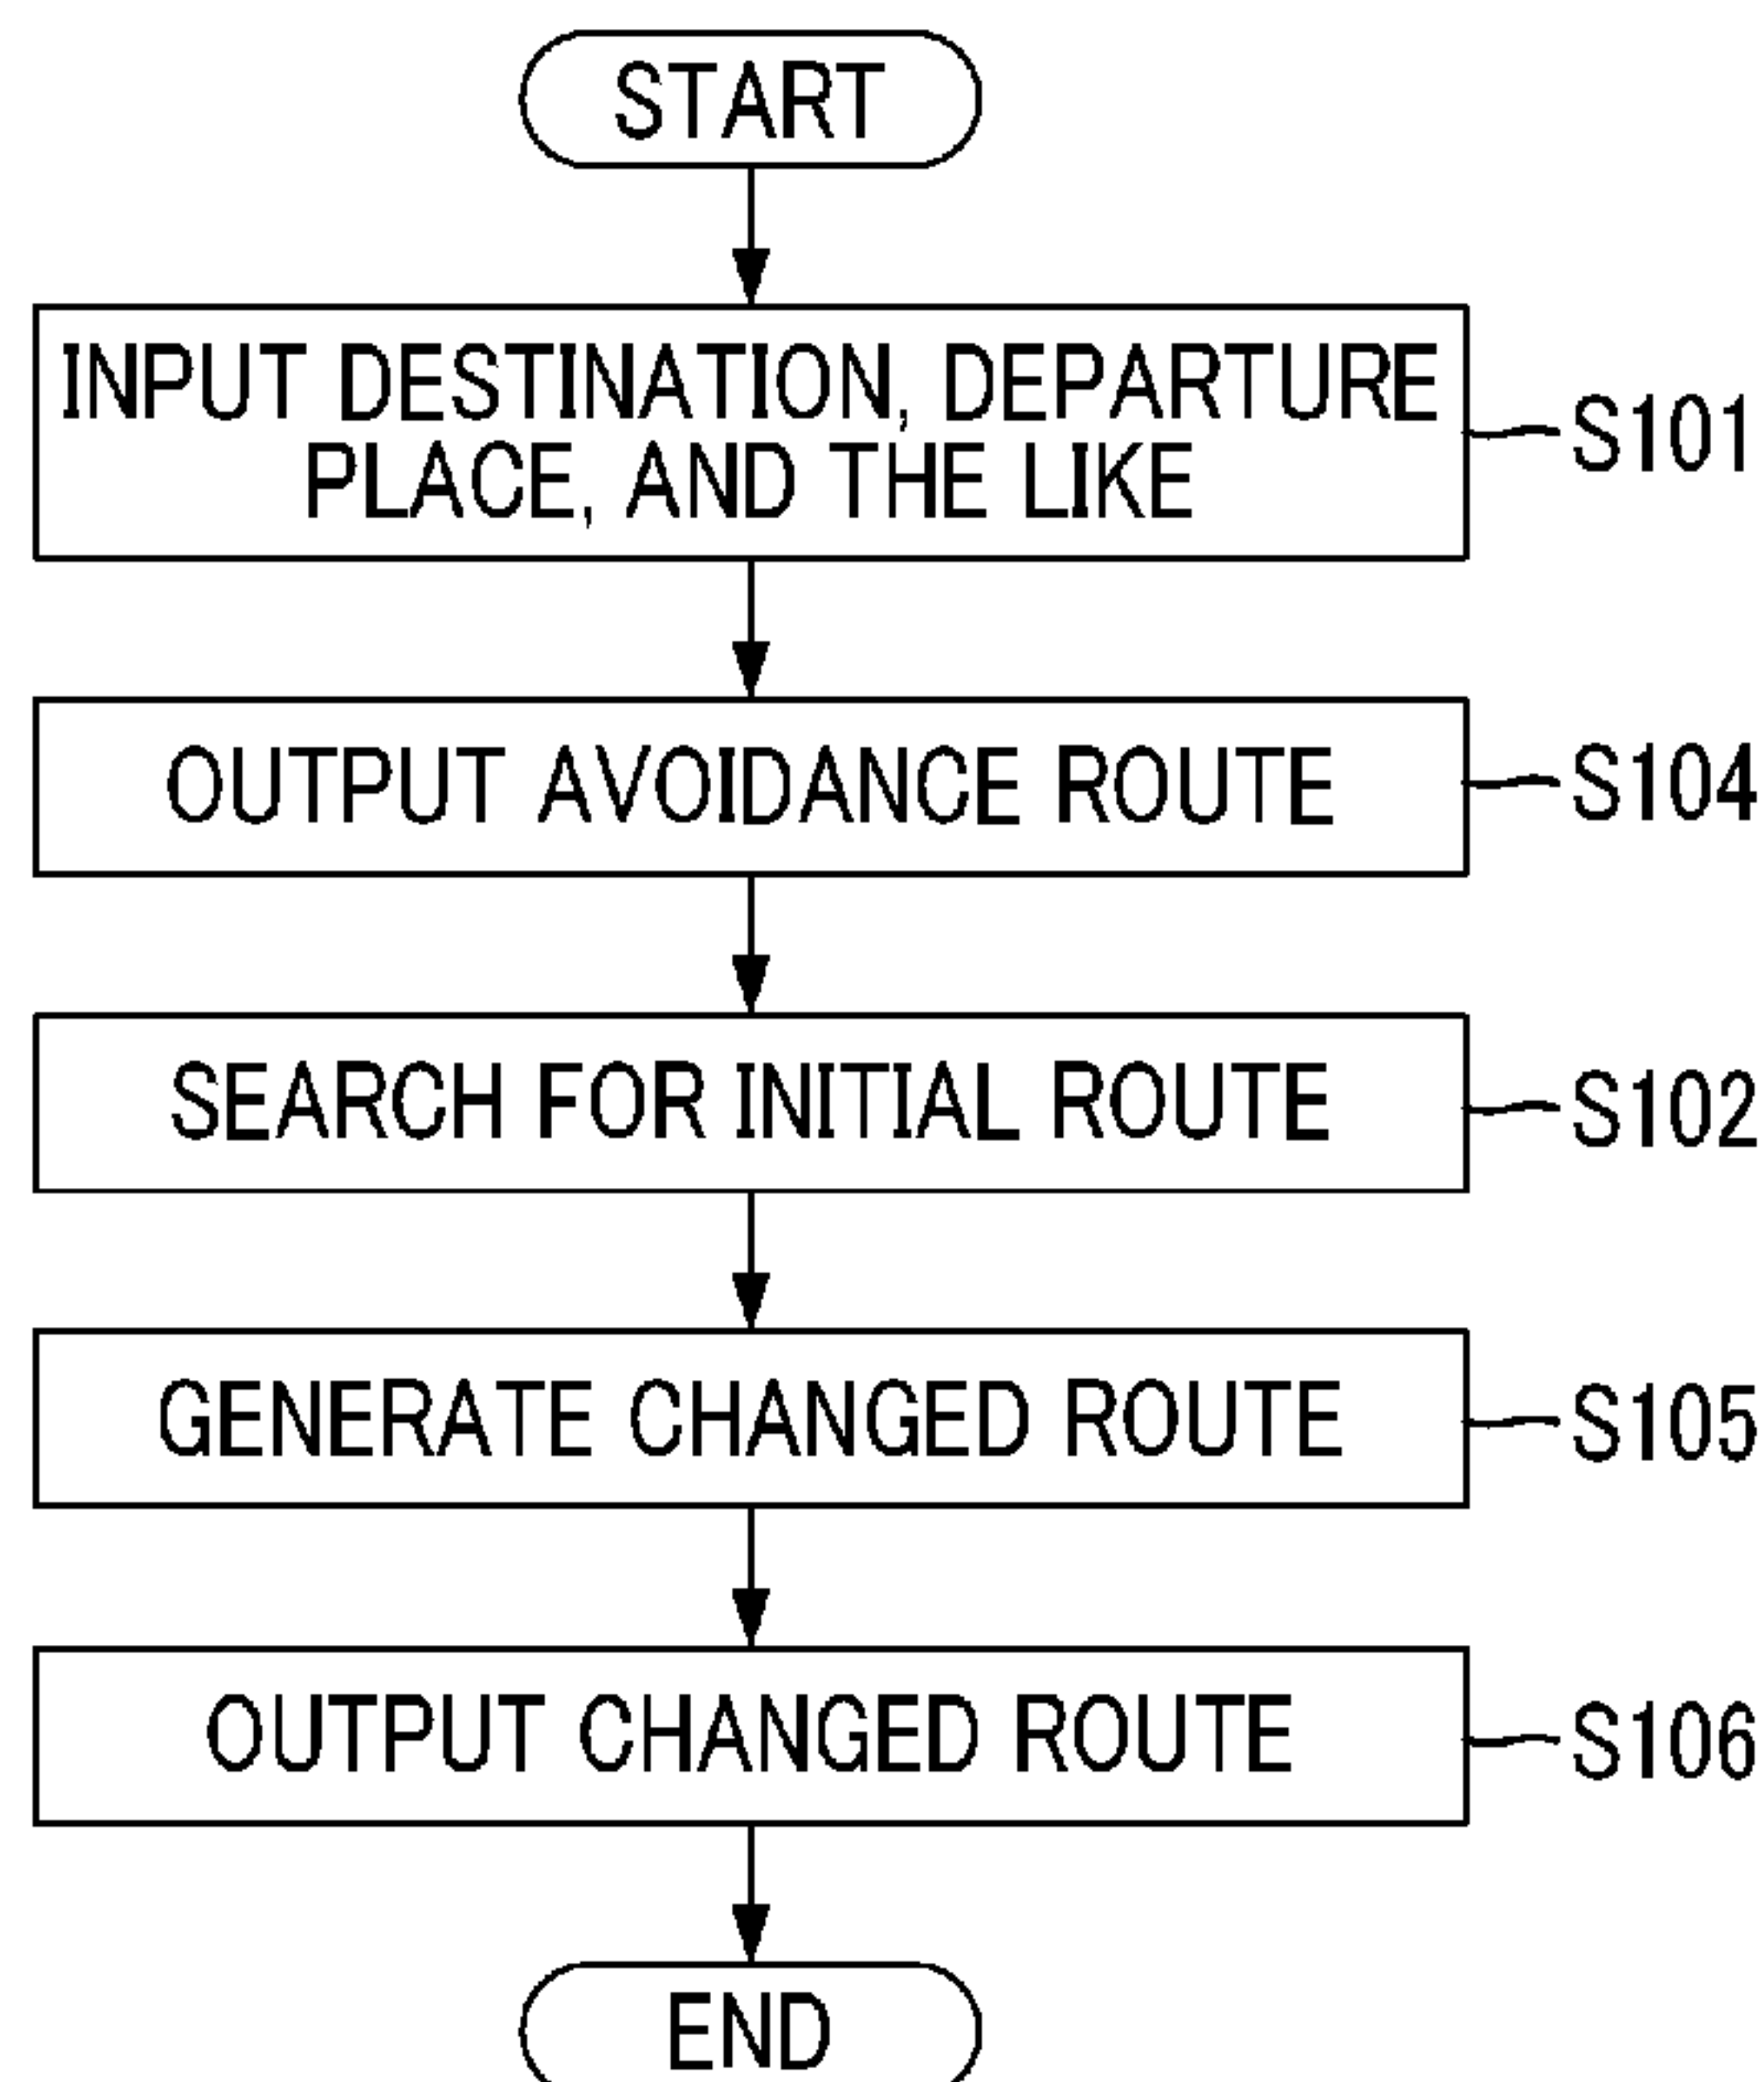 START
INPUT DESTINATION, DEPARTURE
PLACE, AND THE LIKE
S101
OUTPUT AVOIDANCE ROUTE
S104
SEARCH FOR INITIAL ROUTE
S102
GENERATE CHANGED ROUTE
S105
OUTPUT CHANGED ROUTE
S106
END